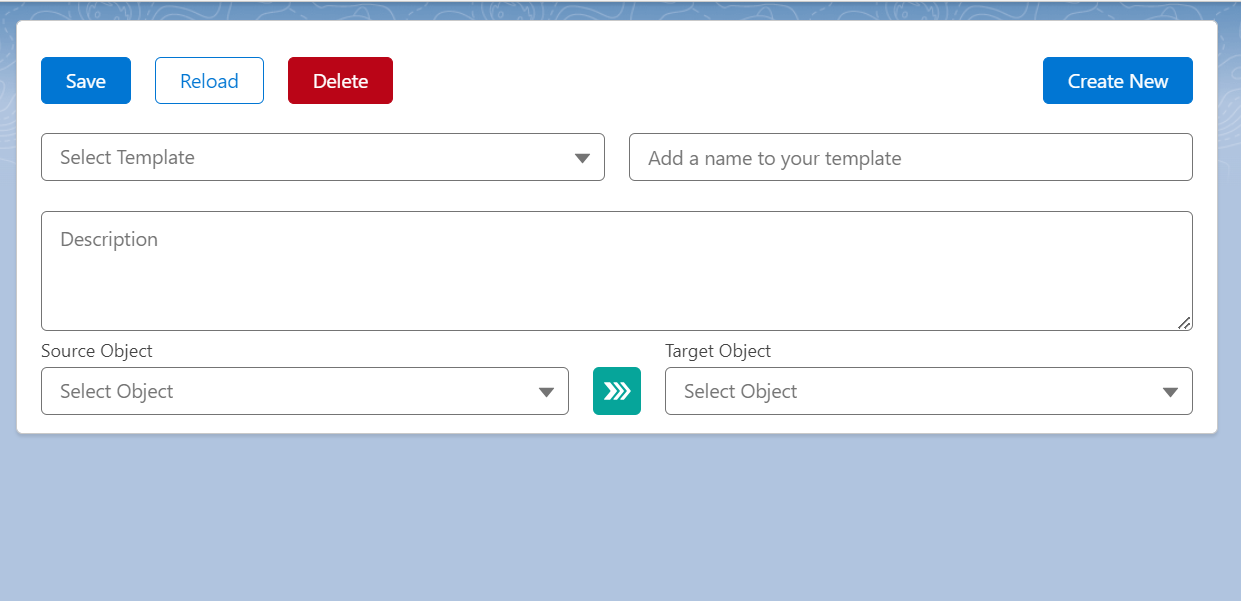 Save Reload Delete Create New
Select Template Add a name to your template
Description
Source Object Target Object
Select Object Select Object